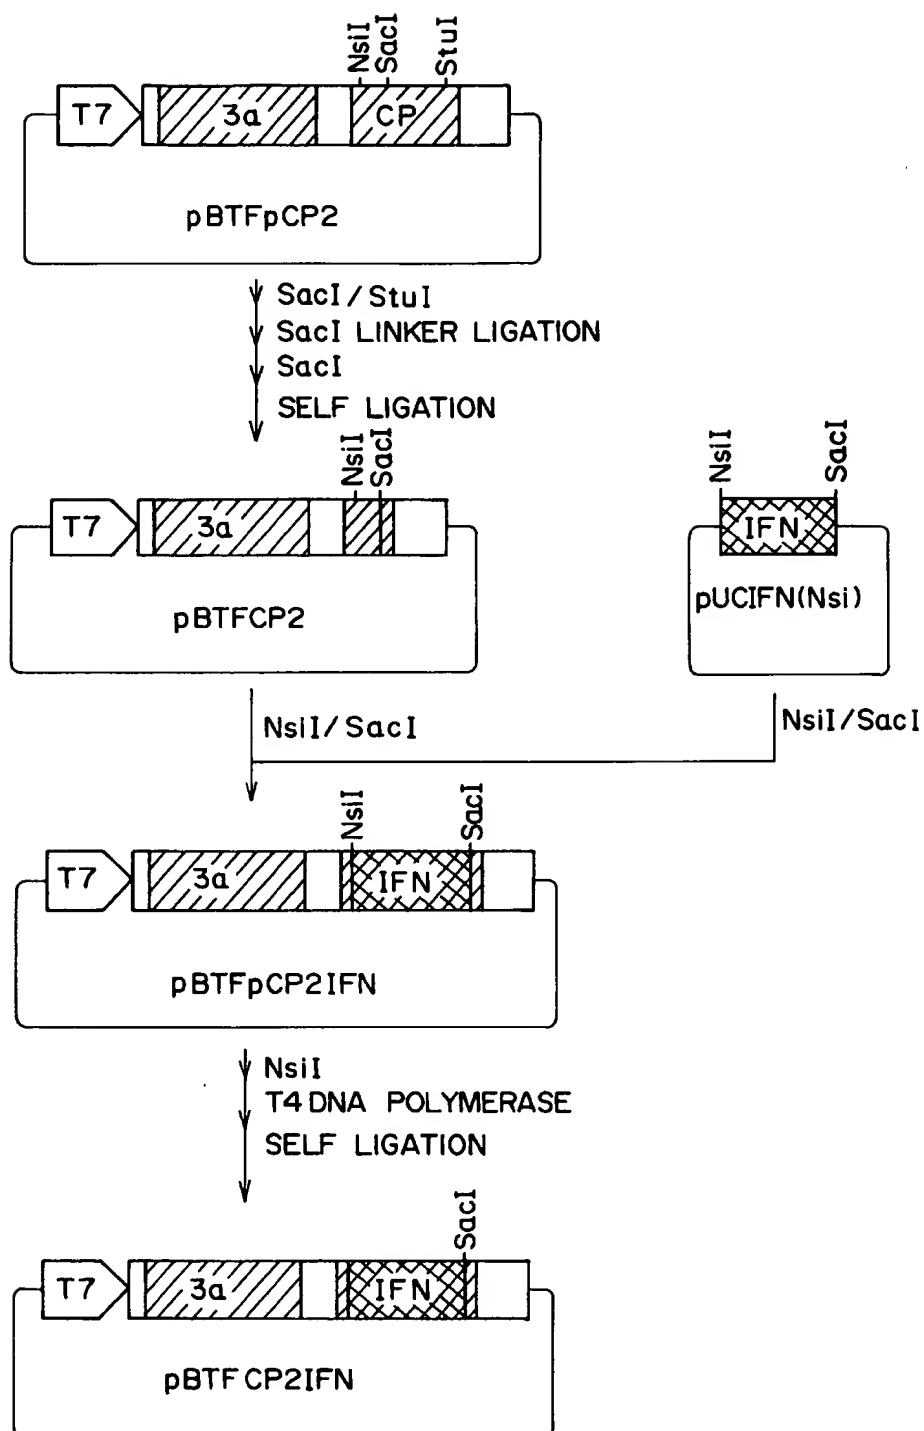 NsiI
SacI
StuI
T7
3a
CP
pBTFpCP2
SacI/StuI
SacI LINKER LIGATION
SacI
SELF LIGATION
NsiI
SacI
T7
3a
pBTFCP2
NsiI
SacI
IFN
pUCIFN(Nsi)
NsiI/SacI
NsiI/SacI
NsiI
SacI
T7
3a
IFN
pBTFpCP2IFN
NsiI
T4 DNA POLYMERASE
SELF LIGATION
SacI
T7
3a
IFN
pBTFCP2IFN